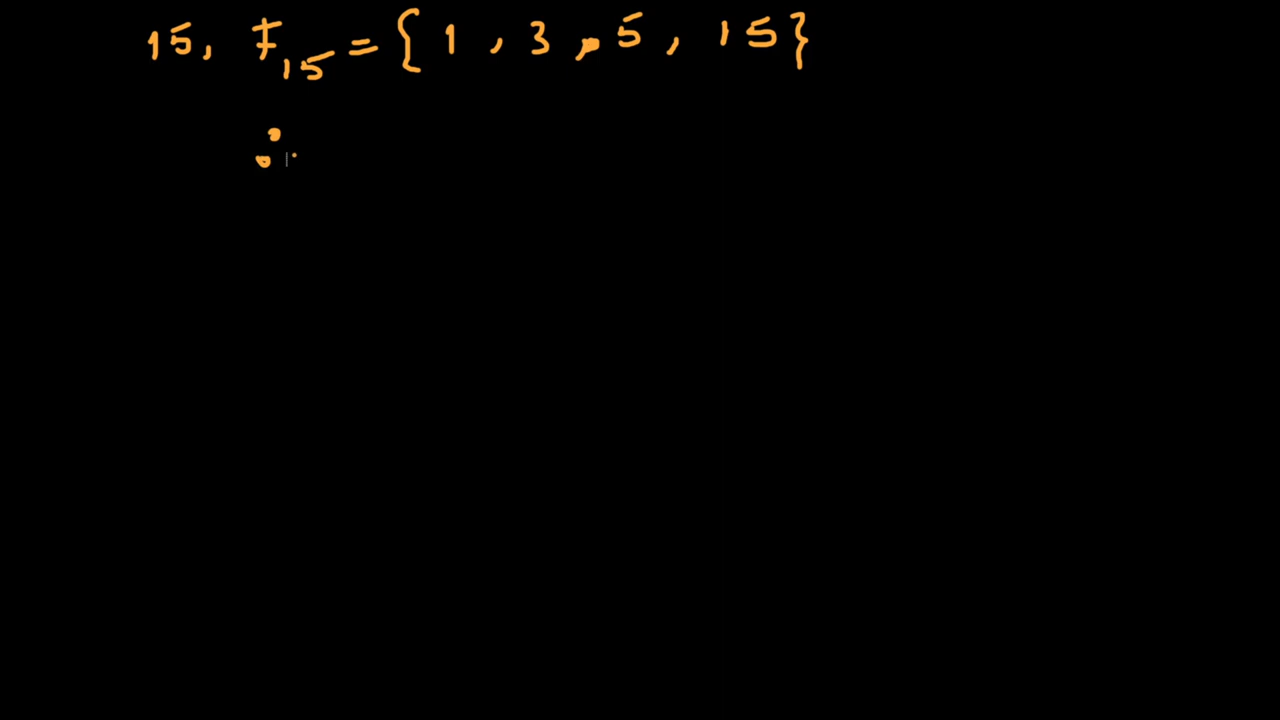 15, F₁₅ = { 1 , 3 , 5 , 15 }
∴